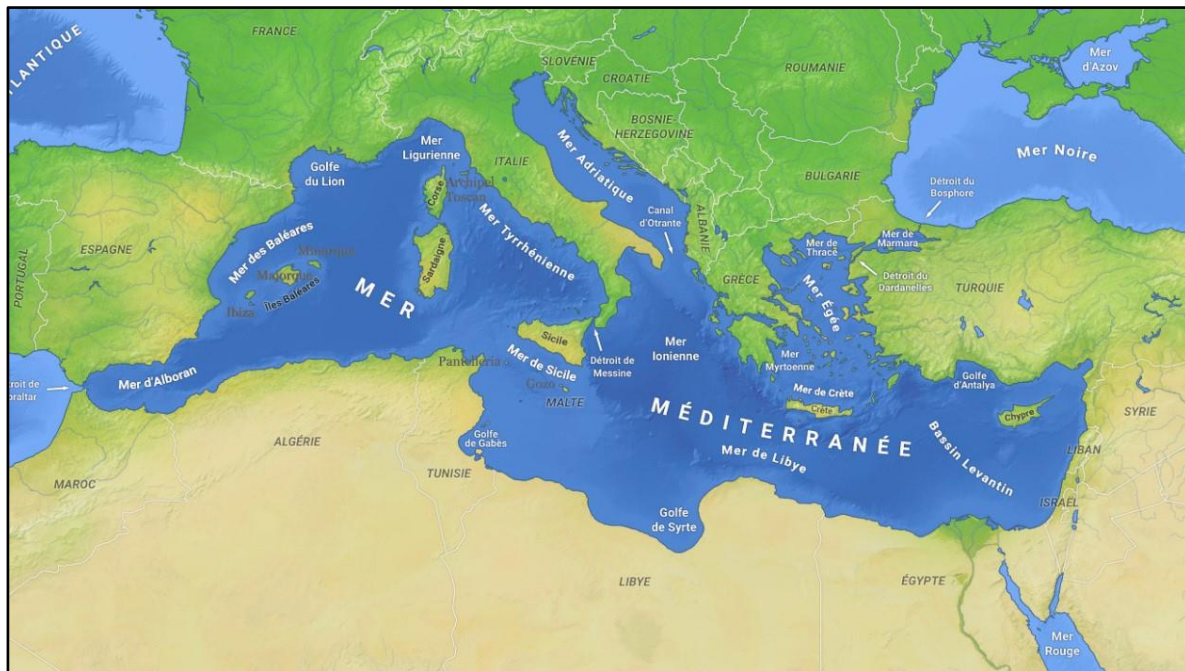 ATLANTIQUE
FRANCE
SLOVÉNIE
CROATIE
ROUMANIE
Mer
d'Azov
BOSNIE-
HERZEGOVINE
Mer
Ligurienne
ITALIE
Mer Adriatique
Mer Noire
Golfe
du Lion
Corse
Archipel
Toscan
BULGARIE
Détroit du
Bosphore
Canal
d'Otrante
ALBANIE
PORTUGAL
ESPAGNE
Mer des Baléares
Minorque
Majorque
Îles Baléares
Ibiza
Sardaigne
Mer Tyrrhénienne
Mer de
Thrace
Mer de
Marmara
Détroit du
Dardanelles
GRÈCE
Mer Égée
TURQUIE
MER
Sicile
Mer
Ionienne
Détroit de
Messine
Pantelleria
Mer de Sicile
Gozo
MALTE
Mer
Myrtoenne
Mer de Crète
Crète
Golfe
d'Antalya
Chypre
SYRIE
Mer d'Alboran
MÉDITERRANÉE
Mer de Libye
Bassin Levantin
LIBAN
ISRAËL
MAROC
ALGÉRIE
TUNISIE
Golfe
de Gabès
Golfe
de Syrte
LIBYE
ÉGYPTE
Mer
Rouge